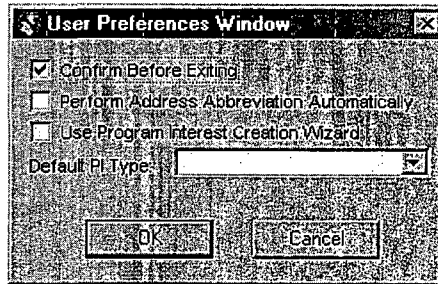 User Preferences Window
Confirm Before Exiting
Perform Address Abbreviation Automatically
Use Program Interest Creation Wizard
Default PI Type:
OK Cancel